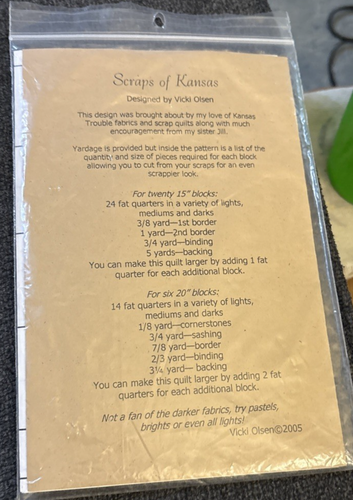 Scraps of Kansas
Designed by Vicki Olsen
This design was brought about by my love of Kansas
Trouble fabrics and scrap quilts along with much
encouragement from my sister Jill.
Yardage is provided but inside the pattern is a list of the
quantity and size of pieces required for each block
allowing you to cut from your scraps for an even
scrappier look.
For twenty 15" blocks:
24 fat quarters in a variety of lights,
mediums and darks
3/8 yard—1st border
1 yard—2nd border
3/4 yard—binding
5 yards—backing
You can make this quilt larger by adding 1 fat
quarter for each additional block.
For six 20" blocks:
14 fat quarters in a variety of lights,
mediums and darks
1/8 yard—cornerstones
3/4 yard—sashing
7/8 yard—border
2/3 yard—binding
3¼ yard— backing
You can make this quilt larger by adding 2 fat
quarters for each additional block.
Not a fan of the darker fabrics, try pastels,
brights or even all lights!
Vicki Olsen©2005